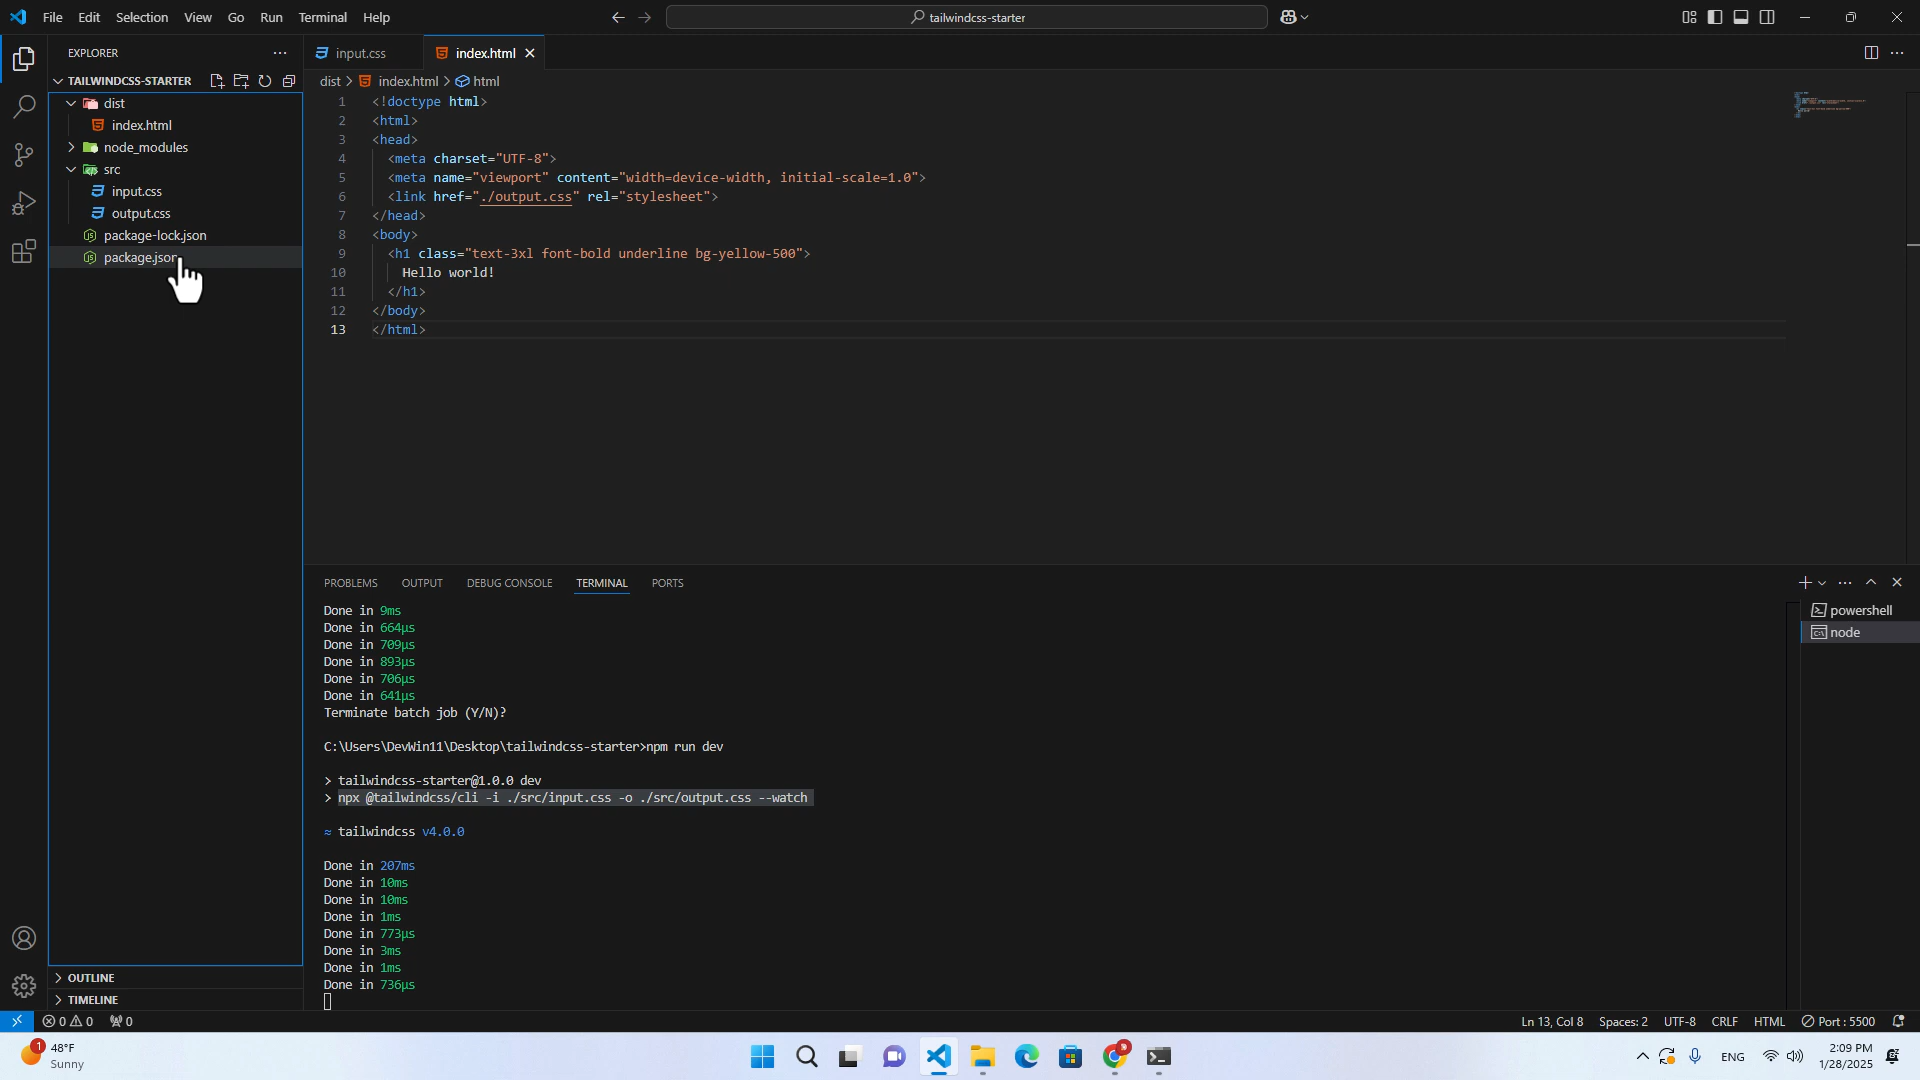 File Edit Selection View Go Run Terminal Help
tailwindcss-starter
EXPLORER
TAILWINDCSS-STARTER
dist
index.html
node_modules
src
input.css
output.css
package-lock.json
package.json
OUTLINE
TIMELINE
input.css
index.html
dist > index.html > html
1 <!doctype html>
2 <html>
3 <head>
4 <meta charset="UTF-8">
5 <meta name="viewport" content="width=device-width, initial-scale=1.0">
6 <link href="./output.css" rel="stylesheet">
7 </head>
8 <body>
9 <h1 class="text-3xl font-bold underline bg-yellow-500">
10 Hello world!
11 </h1>
12 </body>
13 </html>
PROBLEMS OUTPUT DEBUG CONSOLE TERMINAL PORTS
Done in 9ms
Done in 664µs
Done in 709µs
Done in 893µs
Done in 706µs
Done in 641µs
Terminate batch job (Y/N)?
C:\Users\DevWin11\Desktop\tailwindcss-starter>npm run dev
> tailwindcss-starter@1.0.0 dev
> npx @tailwindcss/cli -i ./src/input.css -o ./src/output.css --watch
≈ tailwindcss v4.0.0
Done in 207ms
Done in 10ms
Done in 10ms
Done in 1ms
Done in 773µs
Done in 3ms
Done in 1ms
Done in 736µs
powershell
node
0 0 0
Ln 13, Col 8 Spaces: 2 UTF-8 CRLF HTML Port : 5500
1
48°F
Sunny
ENG
2:09 PM
1/28/2025